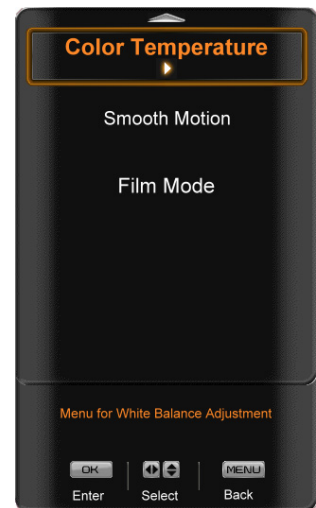 Color Temperature
Smooth Motion
Film Mode
Menu for White Balance Adjustment
OK MENU
Enter Select Back